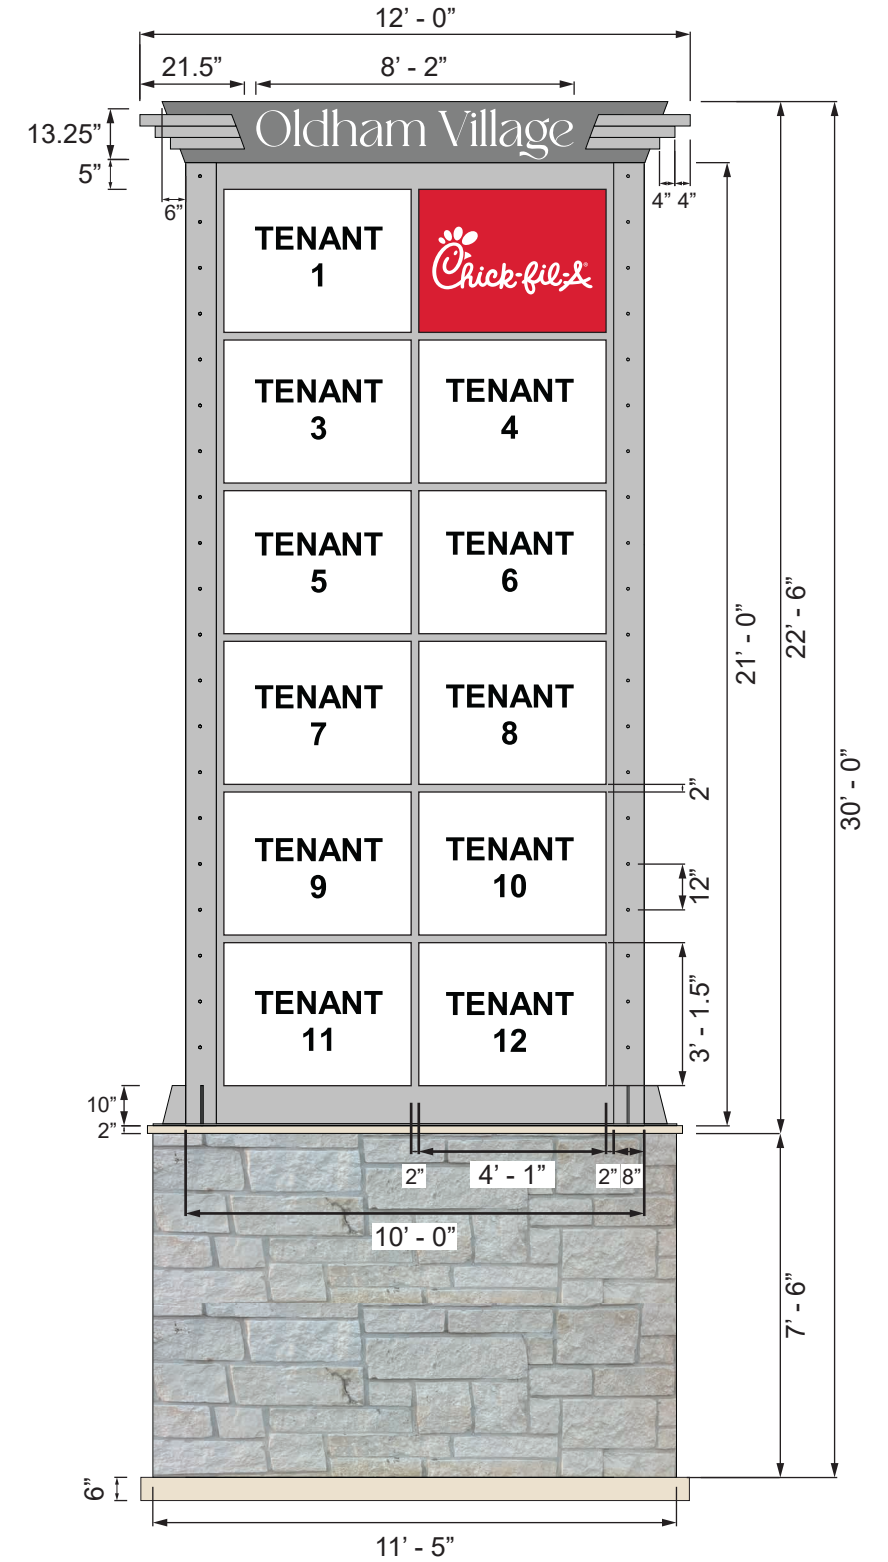 12’ - 0”
21.5”
8’ - 2”
Oldham Village
13.25”
5”
6”
4” 4”
TENANT
1
Chick-fil-A®
TENANT
3
TENANT
4
TENANT
5
TENANT
6
21’ - 0”
22’ - 6”
30’ - 0”
TENANT
7
TENANT
8
2”
TENANT
9
TENANT
10
12”
TENANT
11
TENANT
12
3’ - 1.5”
10”
2”
2”
4’ - 1”
2”
8”
10’ - 0”
7’ - 6”
6”
11’ - 5”